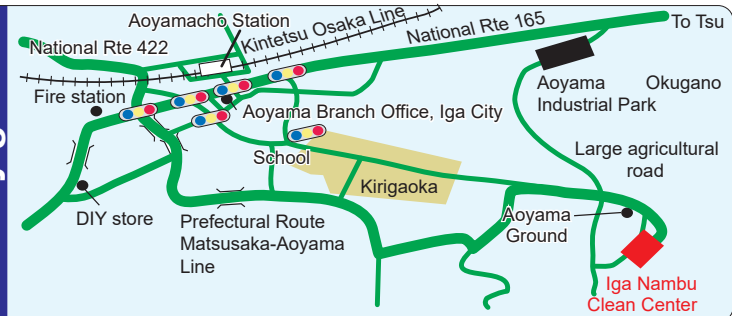 Aoyamacho Station
Kintetsu Osaka Line
National Rte 165
To Tsu
National Rte 422
Fire station
Aoyama Branch Office, Iga City
Aoyama
Industrial Park
Okugano
Large agricultural
road
School
Kirigaoka
DIY store
Prefectural Route
Matsusaka-Aoyama
Line
Aoyama
Ground
Iga Nambu
Clean Center